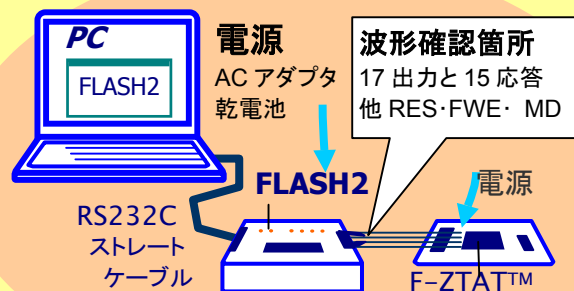 PC
FLASH2
電源
AC アダプタ
乾電池
波形確認箇所
17 出力と 15 応答
他 RES･FWE･ MD
FLASH2
電源
RS232C
ストレート
ケーブル
F-ZTAT™